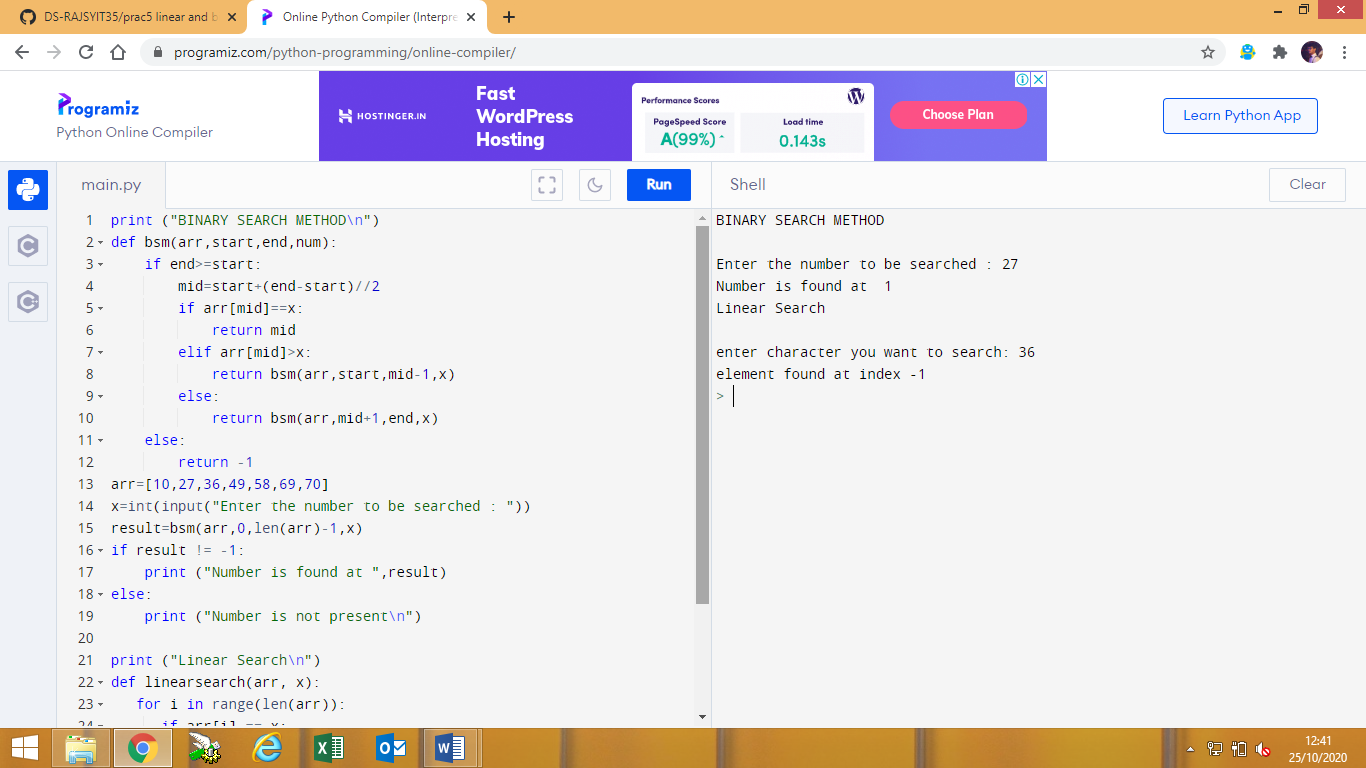 DS-RAJSYIT35/prac5 linear and b
Online Python Compiler (Interpre
programiz.com/python-programming/online-compiler/
Programiz
Python Online Compiler
HOSTINGER.IN
Fast
WordPress
Hosting
Performance Scores
PageSpeed Score
A(99%)
Load time
0.143s
Choose Plan
Learn Python App
main.py
Run
Shell
Clear
1 print ("BINARY SEARCH METHOD\n")
2 def bsm(arr,start,end,num):
3     if end>=start:
4         mid=start+(end-start)//2
5         if arr[mid]==x:
6             return mid
7         elif arr[mid]>x:
8             return bsm(arr,start,mid-1,x)
9         else:
10             return bsm(arr,mid+1,end,x)
11     else:
12         return -1
13 arr=[10,27,36,49,58,69,70]
14 x=int(input("Enter the number to be searched : "))
15 result=bsm(arr,0,len(arr)-1,x)
16 if result != -1:
17     print ("Number is found at ",result)
18 else:
19     print ("Number is not present\n")
20
21 print ("Linear Search\n")
22 def linearsearch(arr, x):
23    for i in range(len(arr)):
24       if arr[i] == x:
BINARY SEARCH METHOD
Enter the number to be searched : 27
Number is found at  1
Linear Search
enter character you want to search: 36
element found at index -1
>
12:41
25/10/2020